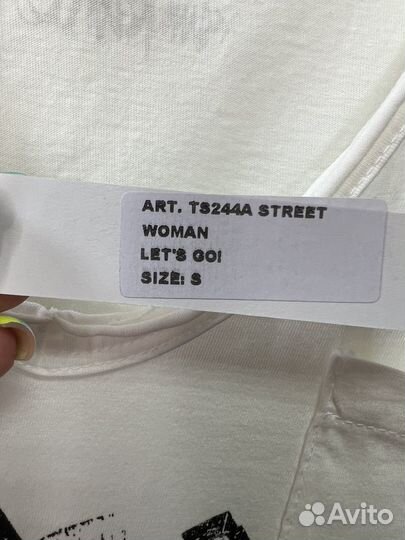 ART. TS244A STREET
WOMAN
LET'S GO!
SIZE: S
Avito